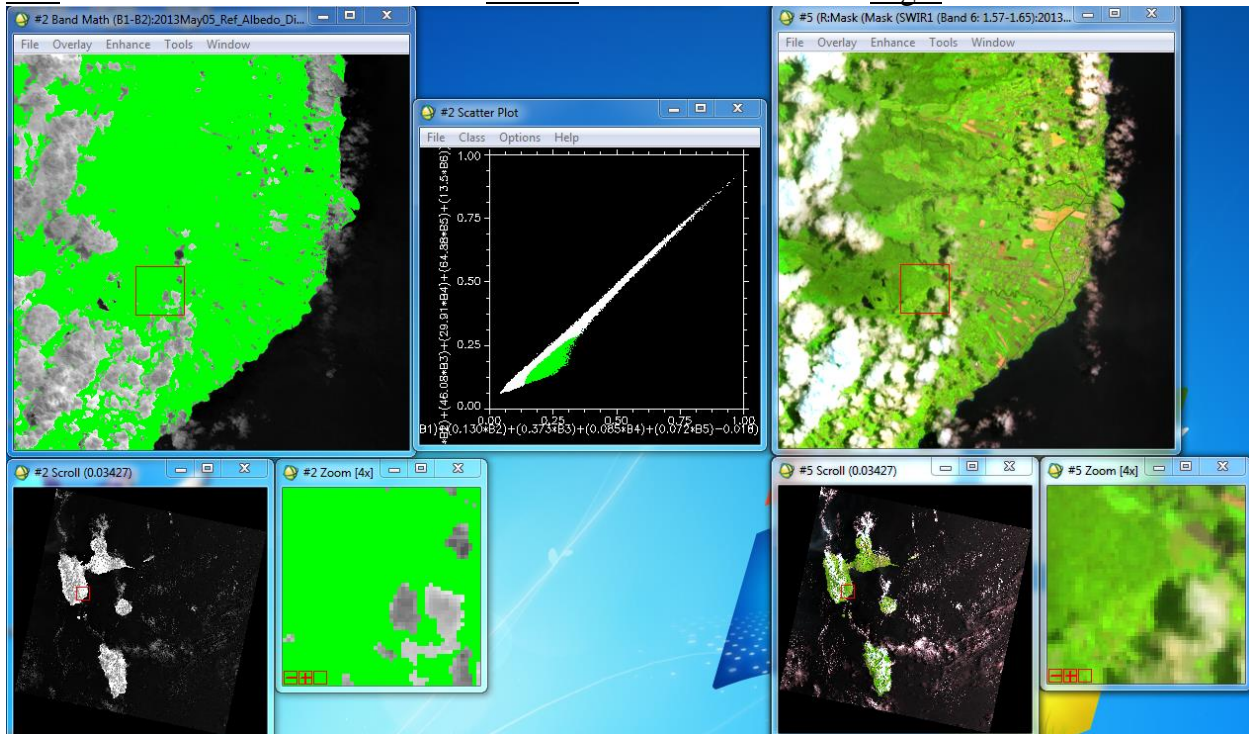 #2 Band Math (B1-B2):2013May05_Ref_Albedo_Di...
File Overlay Enhance Tools Window
#2 Scatter Plot
File Class Options Help
1.00
0.75
0.50
0.25
0.00
+(46.08*B3)+(29.91*B4)+(64.88*B5)+(13.5*B6))
0.00 0.25 0.50 0.75 1.00
B1)+(0.130*B2)+(0.373*B3)+(0.085*B4)+(0.072*B5)
#5 (R:Mask (Mask (SWIR1 (Band 6: 1.57-1.65):2013...
File Overlay Enhance Tools Window
#2 Scroll (0.03427)
#2 Zoom [4x]
#5 Scroll (0.03427)
#5 Zoom [4x]